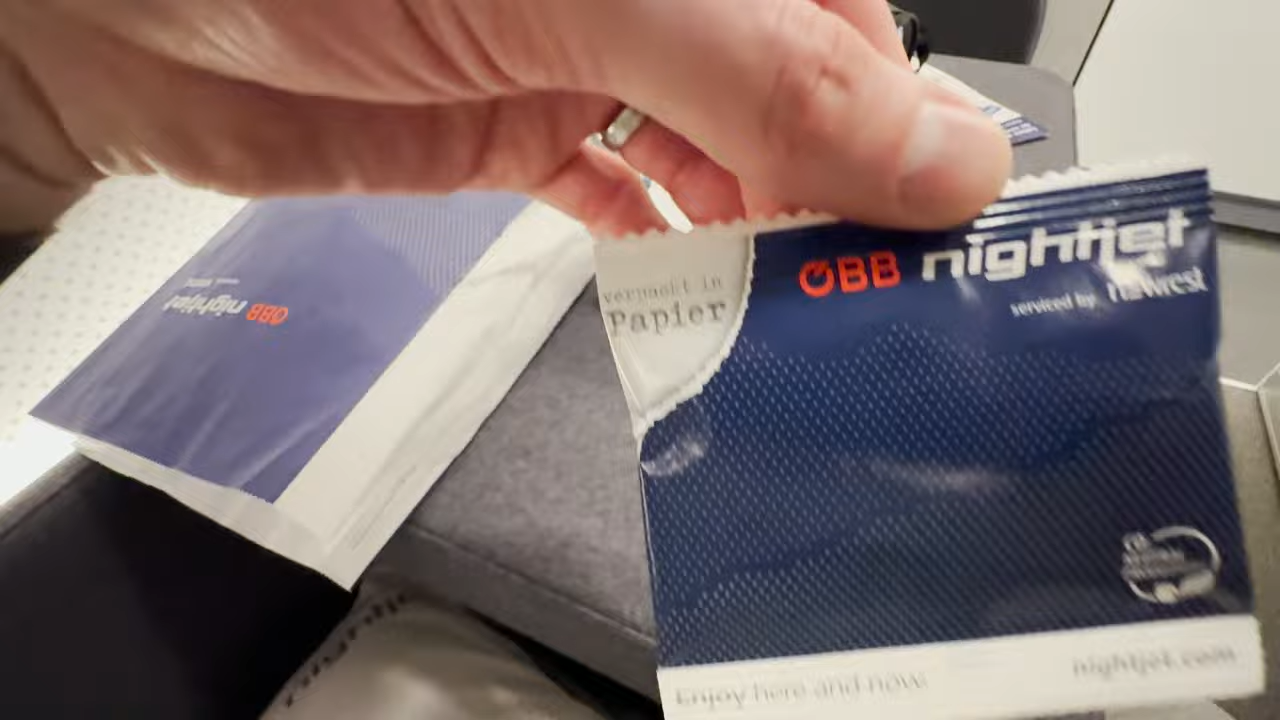 verpackt in
Papier
ÖBB nightjet
serviced by newrest
Enjoy here and now.
nightjet.com
ÖBB nightjet